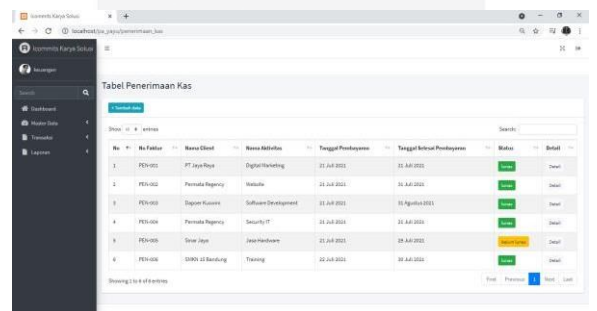 Icommits Karya Solusi
localhost/pa_payu/penerimaan_kas
Icommits Karya Solusi
keuangan
Search
Dashboard
Master Data
Transaksi
Laporan
Tabel Penerimaan Kas
+ Tambah data
Show entries
Search:
No No Faktur Nama Client Nama Aktivitas Tanggal Pembayaran Tanggal Selesai Pembayaran Status Detail
1 PEN-001 PT Jaya Raya Digital Marketing 21 Juli 2021 31 Juli 2021 lunas Detail
2 PEN-002 Permata Regency Website 21 Juli 2021 31 Juli 2021 lunas Detail
3 PEN-003 Dapoer Kusumi Software Development 21 Juli 2021 31 Agustus 2021 lunas Detail
4 PEN-004 Permata Regency Security IT 21 Juli 2021 31 Juli 2021 lunas Detail
5 PEN-005 Sinar Jaya Jasa Hardware 21 Juli 2021 29 Juli 2021 belum lunas Detail
6 PEN-006 SMKN 10 Bandung Training 22 Juli 2021 30 Juli 2021 lunas Detail
Showing 1 to 6 of 6 entries
First Previous 1 Next Last